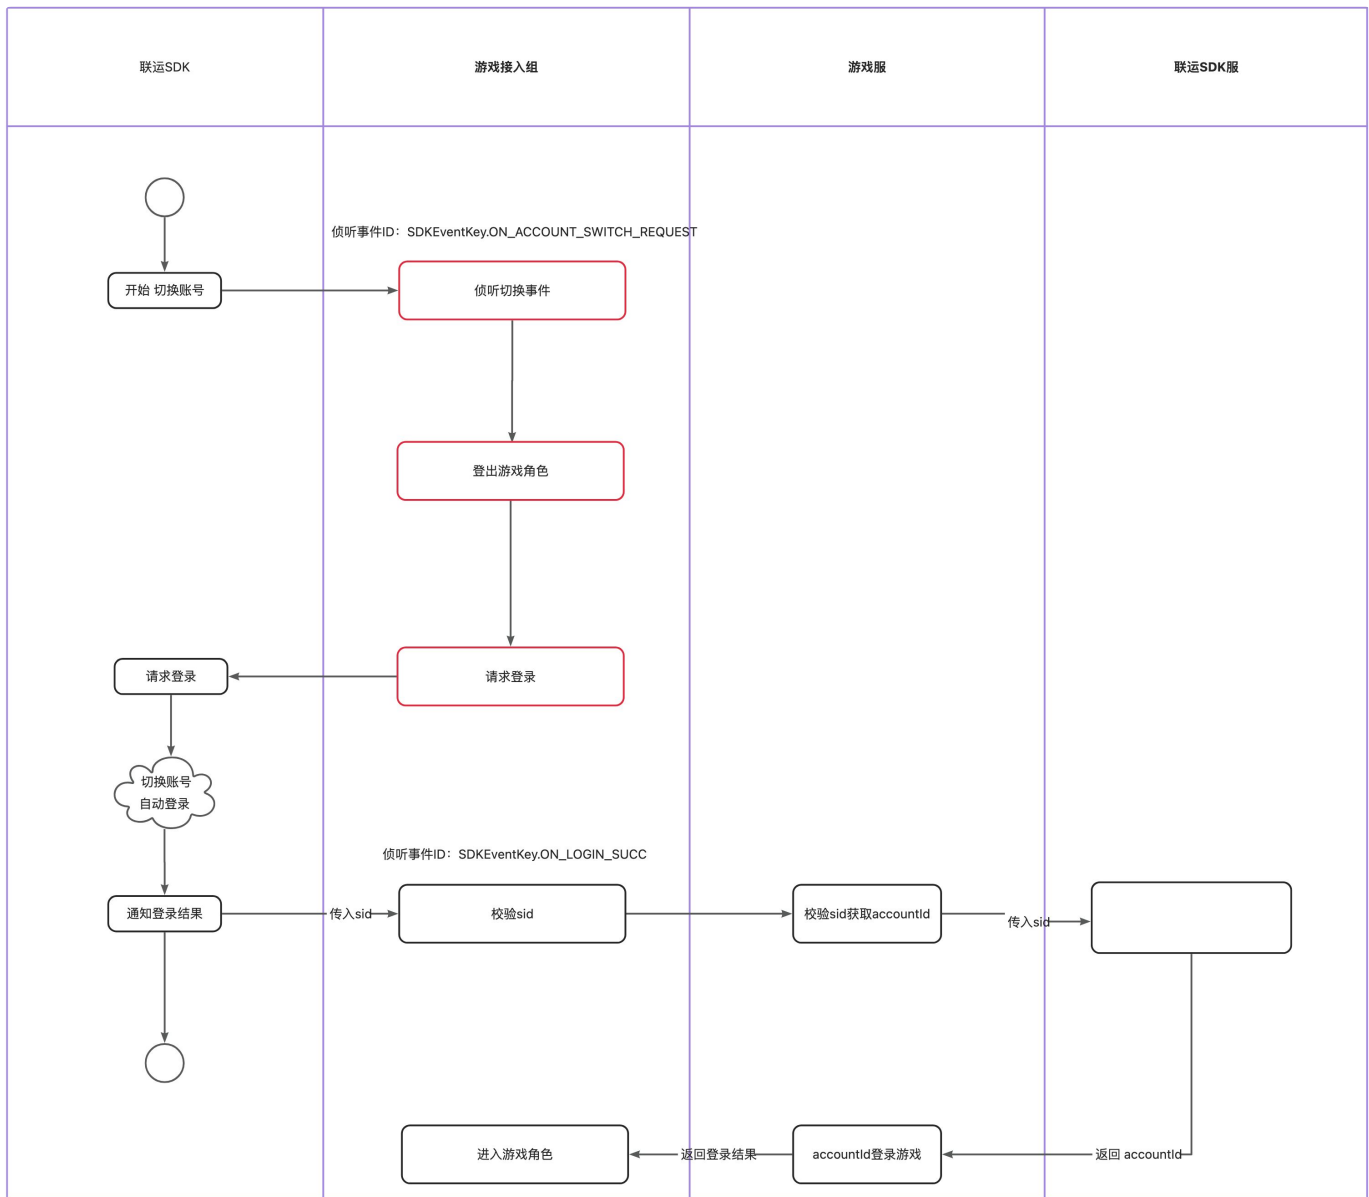 联运SDK
游戏接入组
游戏服
联运SDK服
侦听事件ID：SDKEventKey.ON_ACCOUNT_SWITCH_REQUEST
开始 切换账号
侦听切换事件
登出游戏角色
请求登录
请求登录
切换账号
自动登录
侦听事件ID：SDKEventKey.ON_LOGIN_SUCC
通知登录结果
传入sid
校验sid
校验sid获取accountId
传入sid
进入游戏角色
返回登录结果
accountId登录游戏
返回 accountId